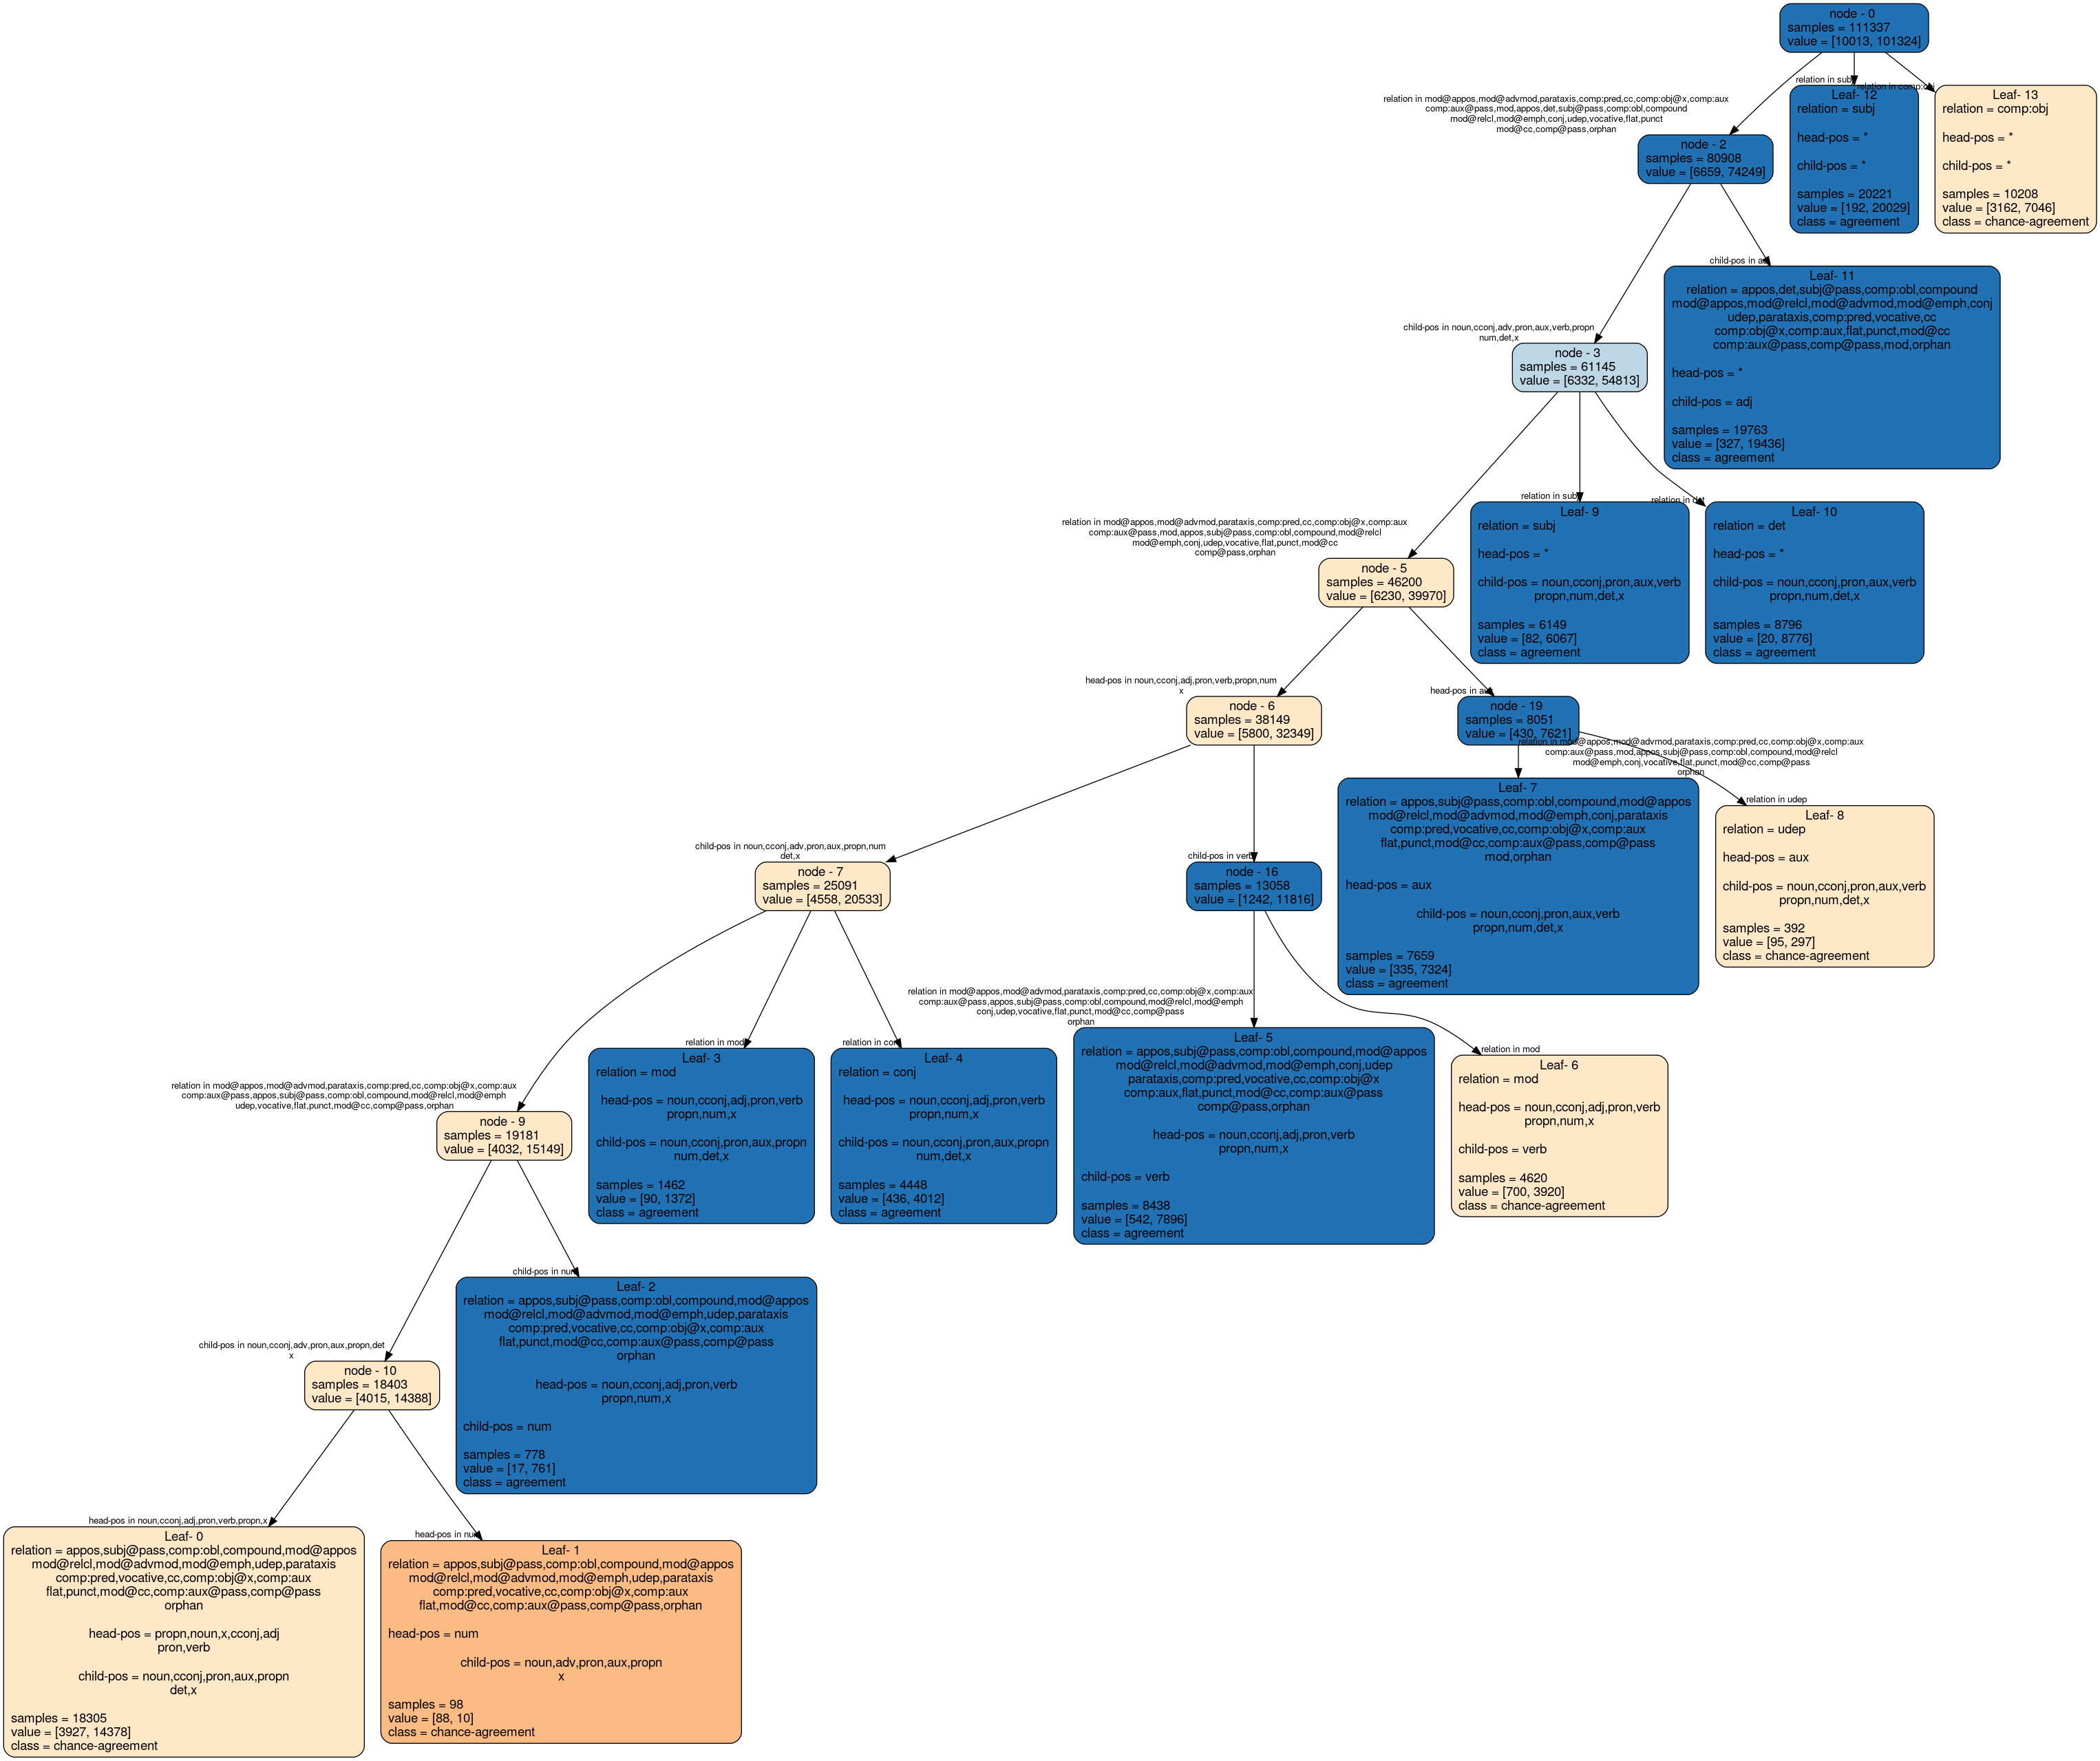 node - 0
samples = 111337
value = [10013, 101324]
relation in mod@appos,mod@advmod,parataxis,comp:pred,cc,comp:obj@x,comp:aux
comp:aux@pass,mod,appos,det,subj@pass,comp:obl,compound
mod@relcl,mod@emph,conj,udep,vocative,flat,punct
mod@cc,comp@pass,orphan
relation in subj
relation in comp:obj
Leaf- 12
relation = subj
head-pos = *
child-pos = *
samples = 20221
value = [192, 20029]
class = agreement
Leaf- 13
relation = comp:obj
head-pos = *
child-pos = *
samples = 10208
value = [3162, 7046]
class = chance-agreement
node - 2
samples = 80908
value = [6659, 74249]
child-pos in noun,cconj,adv,pron,aux,verb,propn
num,det,x
child-pos in
Leaf- 11
relation = appos,det,subj@pass,comp:obl,compound
mod@appos,mod@relcl,mod@advmod,mod@emph,conj
udep,parataxis,comp:pred,vocative,cc
comp:obj@x,comp:aux,flat,punct,mod@cc
comp:aux@pass,comp@pass,mod,orphan
head-pos = *
child-pos = adj
samples = 19763
value = [327, 19436]
class = agreement
node - 3
samples = 61145
value = [6332, 54813]
relation in mod@appos,mod@advmod,parataxis,comp:pred,cc,comp:obj@x,comp:aux
comp:aux@pass,mod,appos,subj@pass,comp:obl,compound,mod@relcl
mod@emph,conj,udep,vocative,flat,punct,mod@cc
comp@pass,orphan
relation in subj
relation in det
Leaf- 9
relation = subj
head-pos = *
child-pos = noun,cconj,pron,aux,verb
propn,num,det,x
samples = 6149
value = [82, 6067]
class = agreement
Leaf- 10
relation = det
head-pos = *
child-pos = noun,cconj,pron,aux,verb
propn,num,det,x
samples = 8796
value = [20, 8776]
class = agreement
node - 5
samples = 46200
value = [6230, 39970]
head-pos in noun,cconj,adj,pron,verb,propn,num
x
head-pos in aux
node - 6
samples = 38149
value = [5800, 32349]
node - 19
samples = 8051
value = [430, 7621]
relation in mod@appos,mod@advmod,parataxis,comp:pred,cc,comp:obj@x,comp:aux
comp:aux@pass,mod,appos,subj@pass,comp:obl,compound,mod@relcl
mod@emph,conj,vocative,flat,punct,mod@cc,comp@pass
orphan
relation in udep
Leaf- 7
relation = appos,subj@pass,comp:obl,compound,mod@appos
mod@relcl,mod@advmod,mod@emph,conj,parataxis
comp:pred,vocative,cc,comp:obj@x,comp:aux
flat,punct,mod@cc,comp:aux@pass,comp@pass
mod,orphan
head-pos = aux
child-pos = noun,cconj,pron,aux,verb
propn,num,det,x
samples = 7659
value = [335, 7324]
class = agreement
Leaf- 8
relation = udep
head-pos = aux
child-pos = noun,cconj,pron,aux,verb
propn,num,det,x
samples = 392
value = [95, 297]
class = chance-agreement
child-pos in noun,cconj,adv,pron,aux,propn,num
det,x
child-pos in verb
node - 7
samples = 25091
value = [4558, 20533]
node - 16
samples = 13058
value = [1242, 11816]
relation in mod@appos,mod@advmod,parataxis,comp:pred,cc,comp:obj@x,comp:aux
comp:aux@pass,appos,subj@pass,comp:obl,compound,mod@relcl,mod@emph
conj,udep,vocative,flat,punct,mod@cc,comp@pass
orphan
relation in mod
Leaf- 5
relation = appos,subj@pass,comp:obl,compound,mod@appos
mod@relcl,mod@advmod,mod@emph,conj,udep
parataxis,comp:pred,vocative,cc,comp:obj@x
comp:aux,flat,punct,mod@cc,comp:aux@pass
comp@pass,orphan
head-pos = noun,cconj,adj,pron,verb
propn,num,x
child-pos = verb
samples = 8438
value = [542, 7896]
class = agreement
Leaf- 6
relation = mod
head-pos = noun,cconj,adj,pron,verb
propn,num,x
child-pos = verb
samples = 4620
value = [700, 3920]
class = chance-agreement
relation in mod@appos,mod@advmod,parataxis,comp:pred,cc,comp:obj@x,comp:aux
comp:aux@pass,appos,subj@pass,comp:obl,compound,mod@relcl,mod@emph
udep,vocative,flat,punct,mod@cc,comp@pass,orphan
relation in mod
relation in conj
Leaf- 3
relation = mod
head-pos = noun,cconj,adj,pron,verb
propn,num,x
child-pos = noun,cconj,pron,aux,propn
num,det,x
samples = 1462
value = [90, 1372]
class = agreement
Leaf- 4
relation = conj
head-pos = noun,cconj,adj,pron,verb
propn,num,x
child-pos = noun,cconj,pron,aux,propn
num,det,x
samples = 4448
value = [436, 4012]
class = agreement
node - 9
samples = 19181
value = [4032, 15149]
child-pos in noun,cconj,adv,pron,aux,propn,det
x
child-pos in num
Leaf- 2
relation = appos,subj@pass,comp:obl,compound,mod@appos
mod@relcl,mod@advmod,mod@emph,udep,parataxis
comp:pred,vocative,cc,comp:obj@x,comp:aux
flat,punct,mod@cc,comp:aux@pass,comp@pass
orphan
head-pos = noun,cconj,adj,pron,verb
propn,num,x
child-pos = num
samples = 778
value = [17, 761]
class = agreement
node - 10
samples = 18403
value = [4015, 14388]
head-pos in noun,cconj,adj,pron,verb,propn,x
head-pos in num
Leaf- 0
relation = appos,subj@pass,comp:obl,compound,mod@appos
mod@relcl,mod@advmod,mod@emph,udep,parataxis
comp:pred,vocative,cc,comp:obj@x,comp:aux
flat,punct,mod@cc,comp:aux@pass,comp@pass
orphan
head-pos = propn,noun,x,cconj,adj
pron,verb
child-pos = noun,cconj,pron,aux,propn
det,x
samples = 18305
value = [3927, 14378]
class = chance-agreement
Leaf- 1
relation = appos,subj@pass,comp:obl,compound,mod@appos
mod@relcl,mod@advmod,mod@emph,udep,parataxis
comp:pred,vocative,cc,comp:obj@x,comp:aux
flat,mod@cc,comp:aux@pass,comp@pass,orphan
head-pos = num
child-pos = noun,adv,pron,aux,propn
x
samples = 98
value = [88, 10]
class = chance-agreement